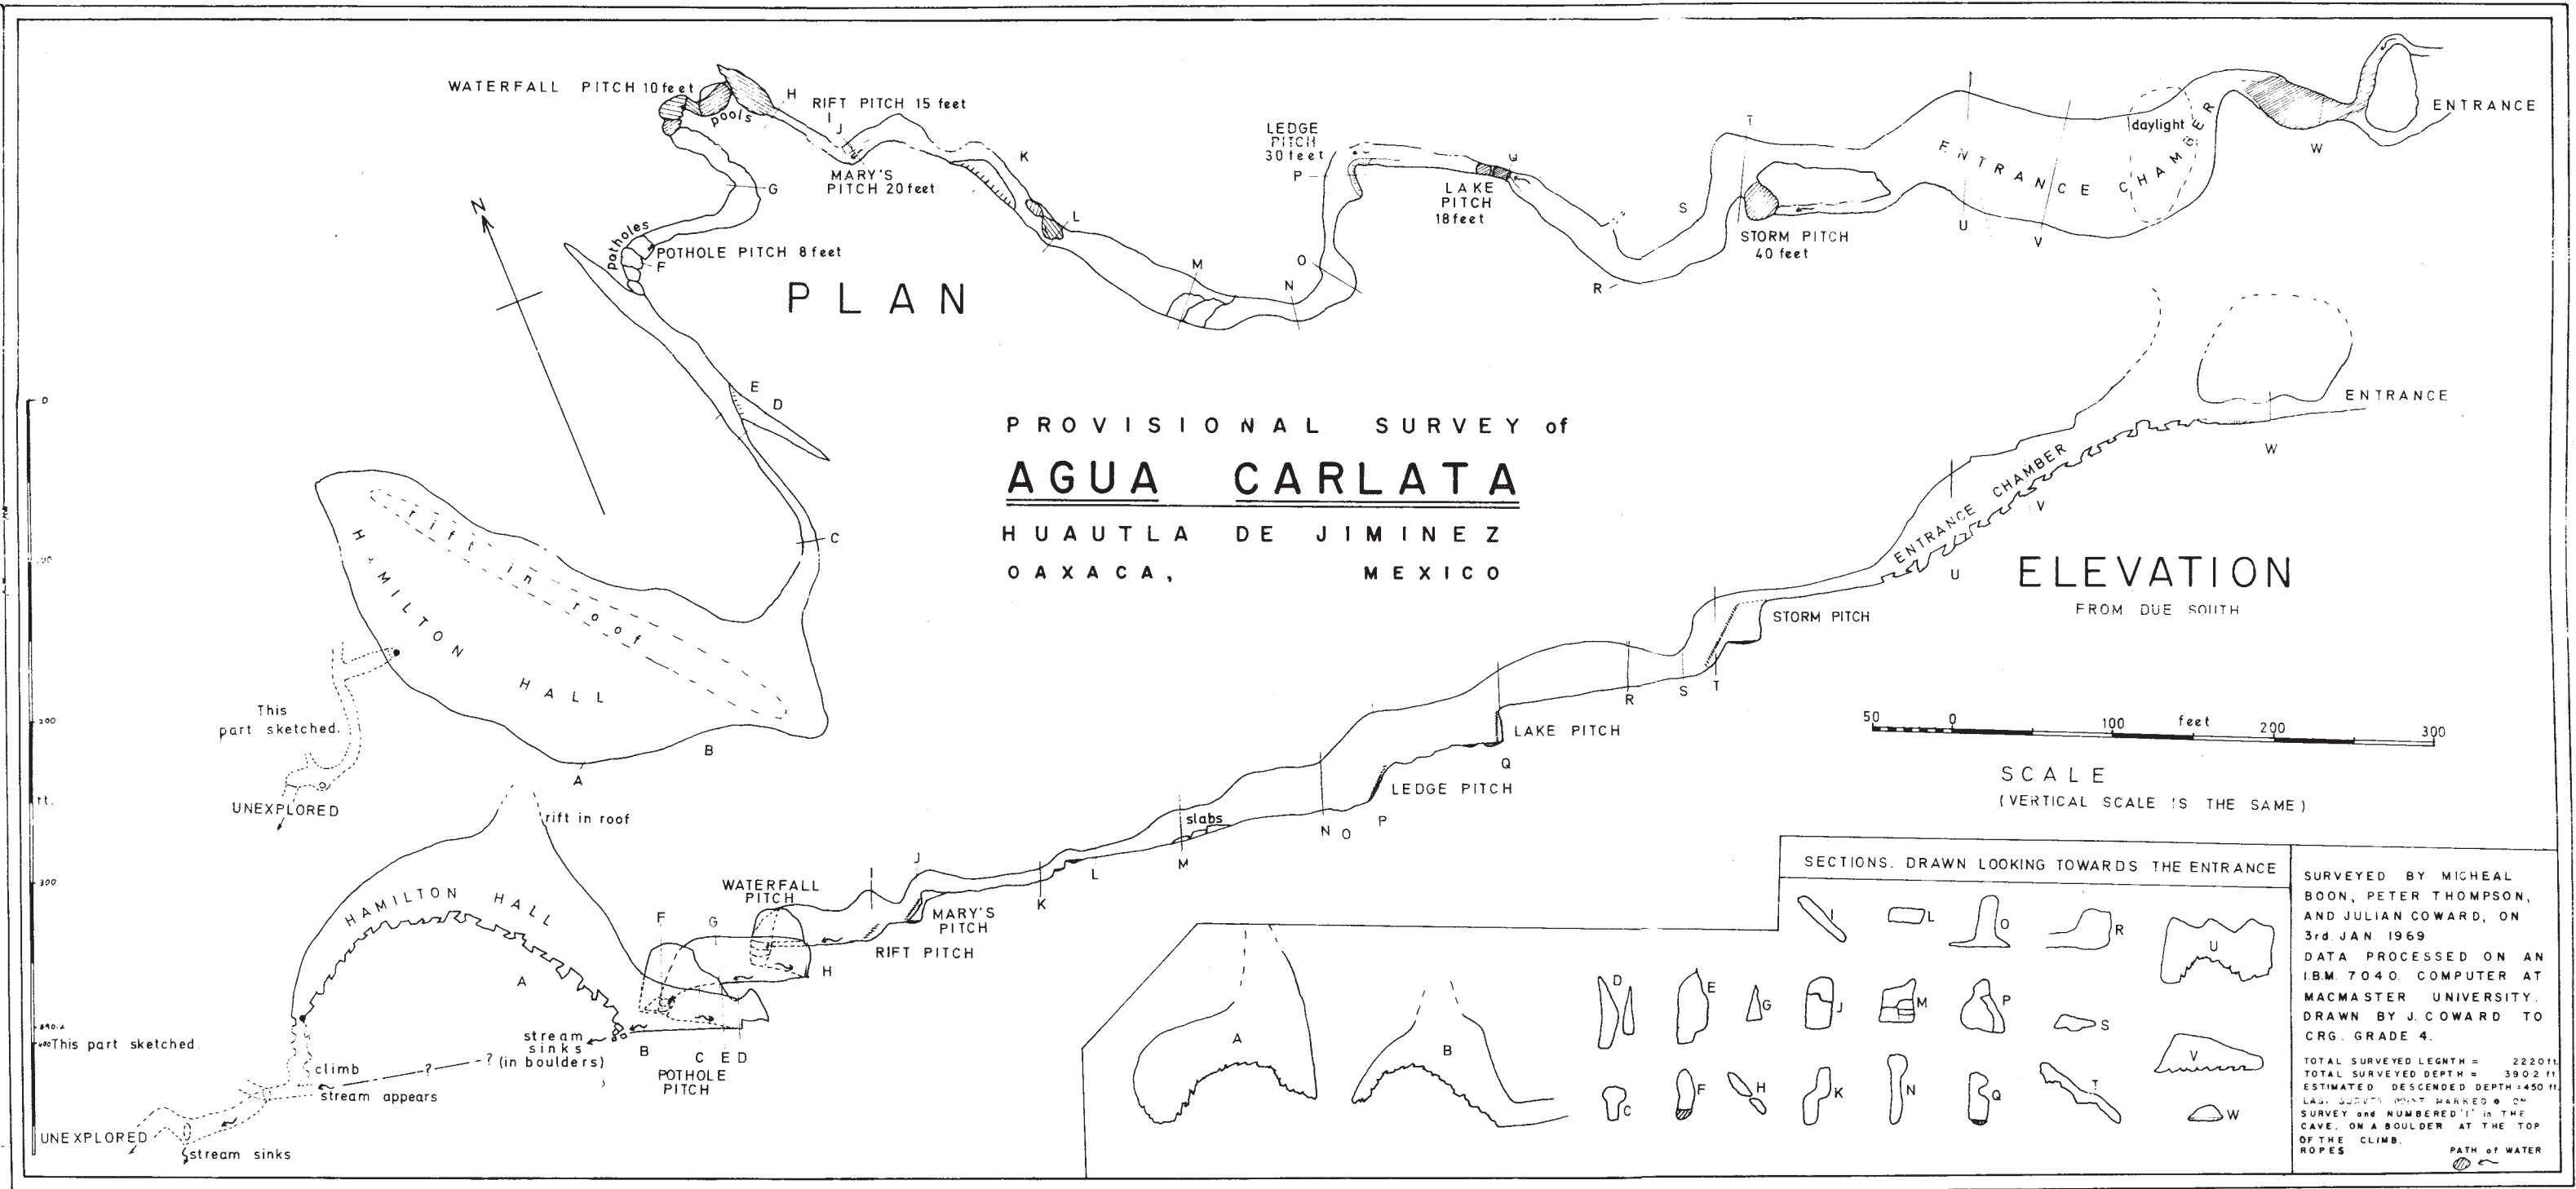 WATERFALL PITCH 10 feet
pools
H
RIFT PITCH 15 feet
I
J
MARY'S
PITCH 20 feet
K
L
G
potholes
POTHOLE PITCH 8 feet
F
N
PLAN
M
N
O
LEDGE
PITCH
30 feet
P
Q
LAKE
PITCH
18 feet
R
S
T
STORM PITCH
40 feet
ENTRANCE CHAMBER
daylight
U
V
W
ENTRANCE
E
D
C
rift in roof
HAMILTON HALL
B
A
This
part sketched.
UNEXPLORED
PROVISIONAL SURVEY of
AGUA CARLATA
HUAUTLA DE JIMINEZ
OAXACA, MEXICO
ENTRANCE
W
ENTRANCE CHAMBER
V
U
ELEVATION
FROM DUE SOUTH
STORM PITCH
T
S
R
LAKE PITCH
Q
LEDGE PITCH
P
O
N
slabs
M
L
K
J
I
MARY'S
PITCH
RIFT PITCH
WATERFALL
PITCH
H
G
F
B
C
E
D
POTHOLE
PITCH
stream
sinks
(in boulders)
?
?
rift in roof
HAMILTON HALL
A
This part sketched.
climb
stream appears
UNEXPLORED
stream sinks
0
200
ft.
300
400
50 0 100 feet 200 300
SCALE
(VERTICAL SCALE IS THE SAME)
SECTIONS. DRAWN LOOKING TOWARDS THE ENTRANCE
I
L
O
R
U
D
E
G
J
M
P
S
V
A
B
C
F
H
K
N
Q
T
W
SURVEYED BY MICHEAL
BOON, PETER THOMPSON,
AND JULIAN COWARD, ON
3rd. JAN. 1969
DATA PROCESSED ON AN
I.B.M. 7040. COMPUTER AT
MACMASTER UNIVERSITY.
DRAWN BY J. COWARD TO
CRG. GRADE 4.
TOTAL SURVEYED LEGNTH = 2220 ft.
TOTAL SURVEYED DEPTH = 390.2 ft.
ESTIMATED DESCENDED DEPTH = 450 ft.
LAST SURVEY POINT MARKED ON
SURVEY and NUMBERED '1' in THE
CAVE, ON A BOULDER AT THE TOP
OF THE CLIMB.
ROPES
PATH of WATER